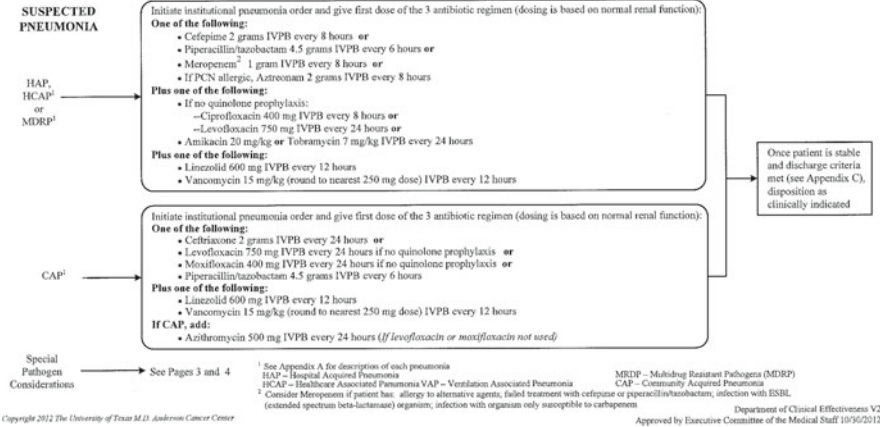 SUSPECTED
PNEUMONIA
Initiate institutional pneumonia order and give first dose of the 3 antibiotic regimen (dosing is based on normal renal function):
One of the following:
• Cefepime 2 grams IVPB every 8 hours or
• Piperacillin/tazobactam 4.5 grams IVPB every 6 hours or
• Meropenem² 1 gram IVPB every 8 hours or
• If PCN allergic, Aztreonam 2 grams IVPB every 8 hours
Plus one of the following:
• If no quinolone prophylaxis:
–Ciprofloxacin 400 mg IVPB every 8 hours or
–Levofloxacin 750 mg IVPB every 24 hours or
• Amikacin 20 mg/kg or Tobramycin 7 mg/kg IVPB every 24 hours
Plus one of the following:
• Linezolid 600 mg IVPB every 12 hours
• Vancomycin 15 mg/kg (round to nearest 250 mg dose) IVPB every 12 hours
HAP,
HCAP¹
or
MDRP¹
Once patient is stable
and discharge criteria
met (see Appendix C),
disposition as
clinically indicated
Initiate institutional pneumonia order and give first dose of the 3 antibiotic regimen (dosing is based on normal renal function):
One of the following:
• Ceftriaxone 2 grams IVPB every 24 hours or
• Levofloxacin 750 mg IVPB every 24 hours if no quinolone prophylaxis or
• Moxifloxacin 400 mg IVPB every 24 hours if no quinolone prophylaxis or
• Piperacillin/tazobactam 4.5 grams IVPB every 6 hours
Plus one of the following:
• Linezolid 600 mg IVPB every 12 hours
• Vancomycin 15 mg/kg (round to nearest 250 mg dose) IVPB every 12 hours
If CAP, add:
• Azithromycin 500 mg IVPB every 24 hours (If levofloxacin or moxifloxacin not used)
CAP¹
Special
Pathogen
Considerations
See Pages 3 and 4
¹ See Appendix A for description of each pneumonia
HAP – Hospital Acquired Pneumonia
MRDP – Multidrug Resistant Pathogens (MDRP)
HCAP – Healthcare Associated Pneumonia VAP – Ventilation Associated Pneumonia
CAP – Community Acquired Pneumonia
² Consider Meropenem if patient has: allergy to alternative agents; failed treatment with cefepime or piperacillin/tazobactam; infection with ESBL
(extended spectrum beta-lactamase) organism; infection with organism only susceptible to carbapenem
Copyright 2012 The University of Texas M.D. Anderson Cancer Center
Department of Clinical Effectiveness V2
Approved by Executive Committee of the Medical Staff 10/30/2012